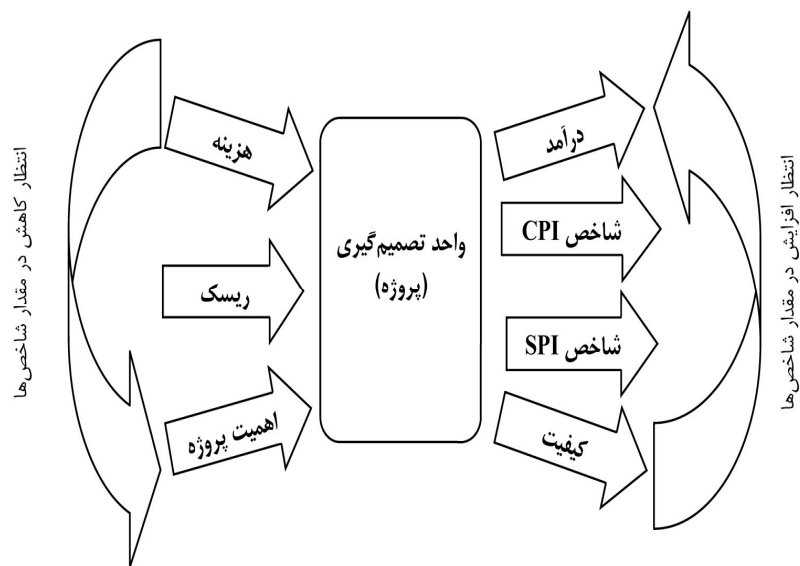 انتظار کاهش در مقدار شاخص‌ها
هزینه
ریسک
اهمیت پروژه
واحد تصمیم‌گیری
(پروژه)
درآمد
شاخص CPI
شاخص SPI
کیفیت
انتظار افزایش در مقدار شاخص‌ها